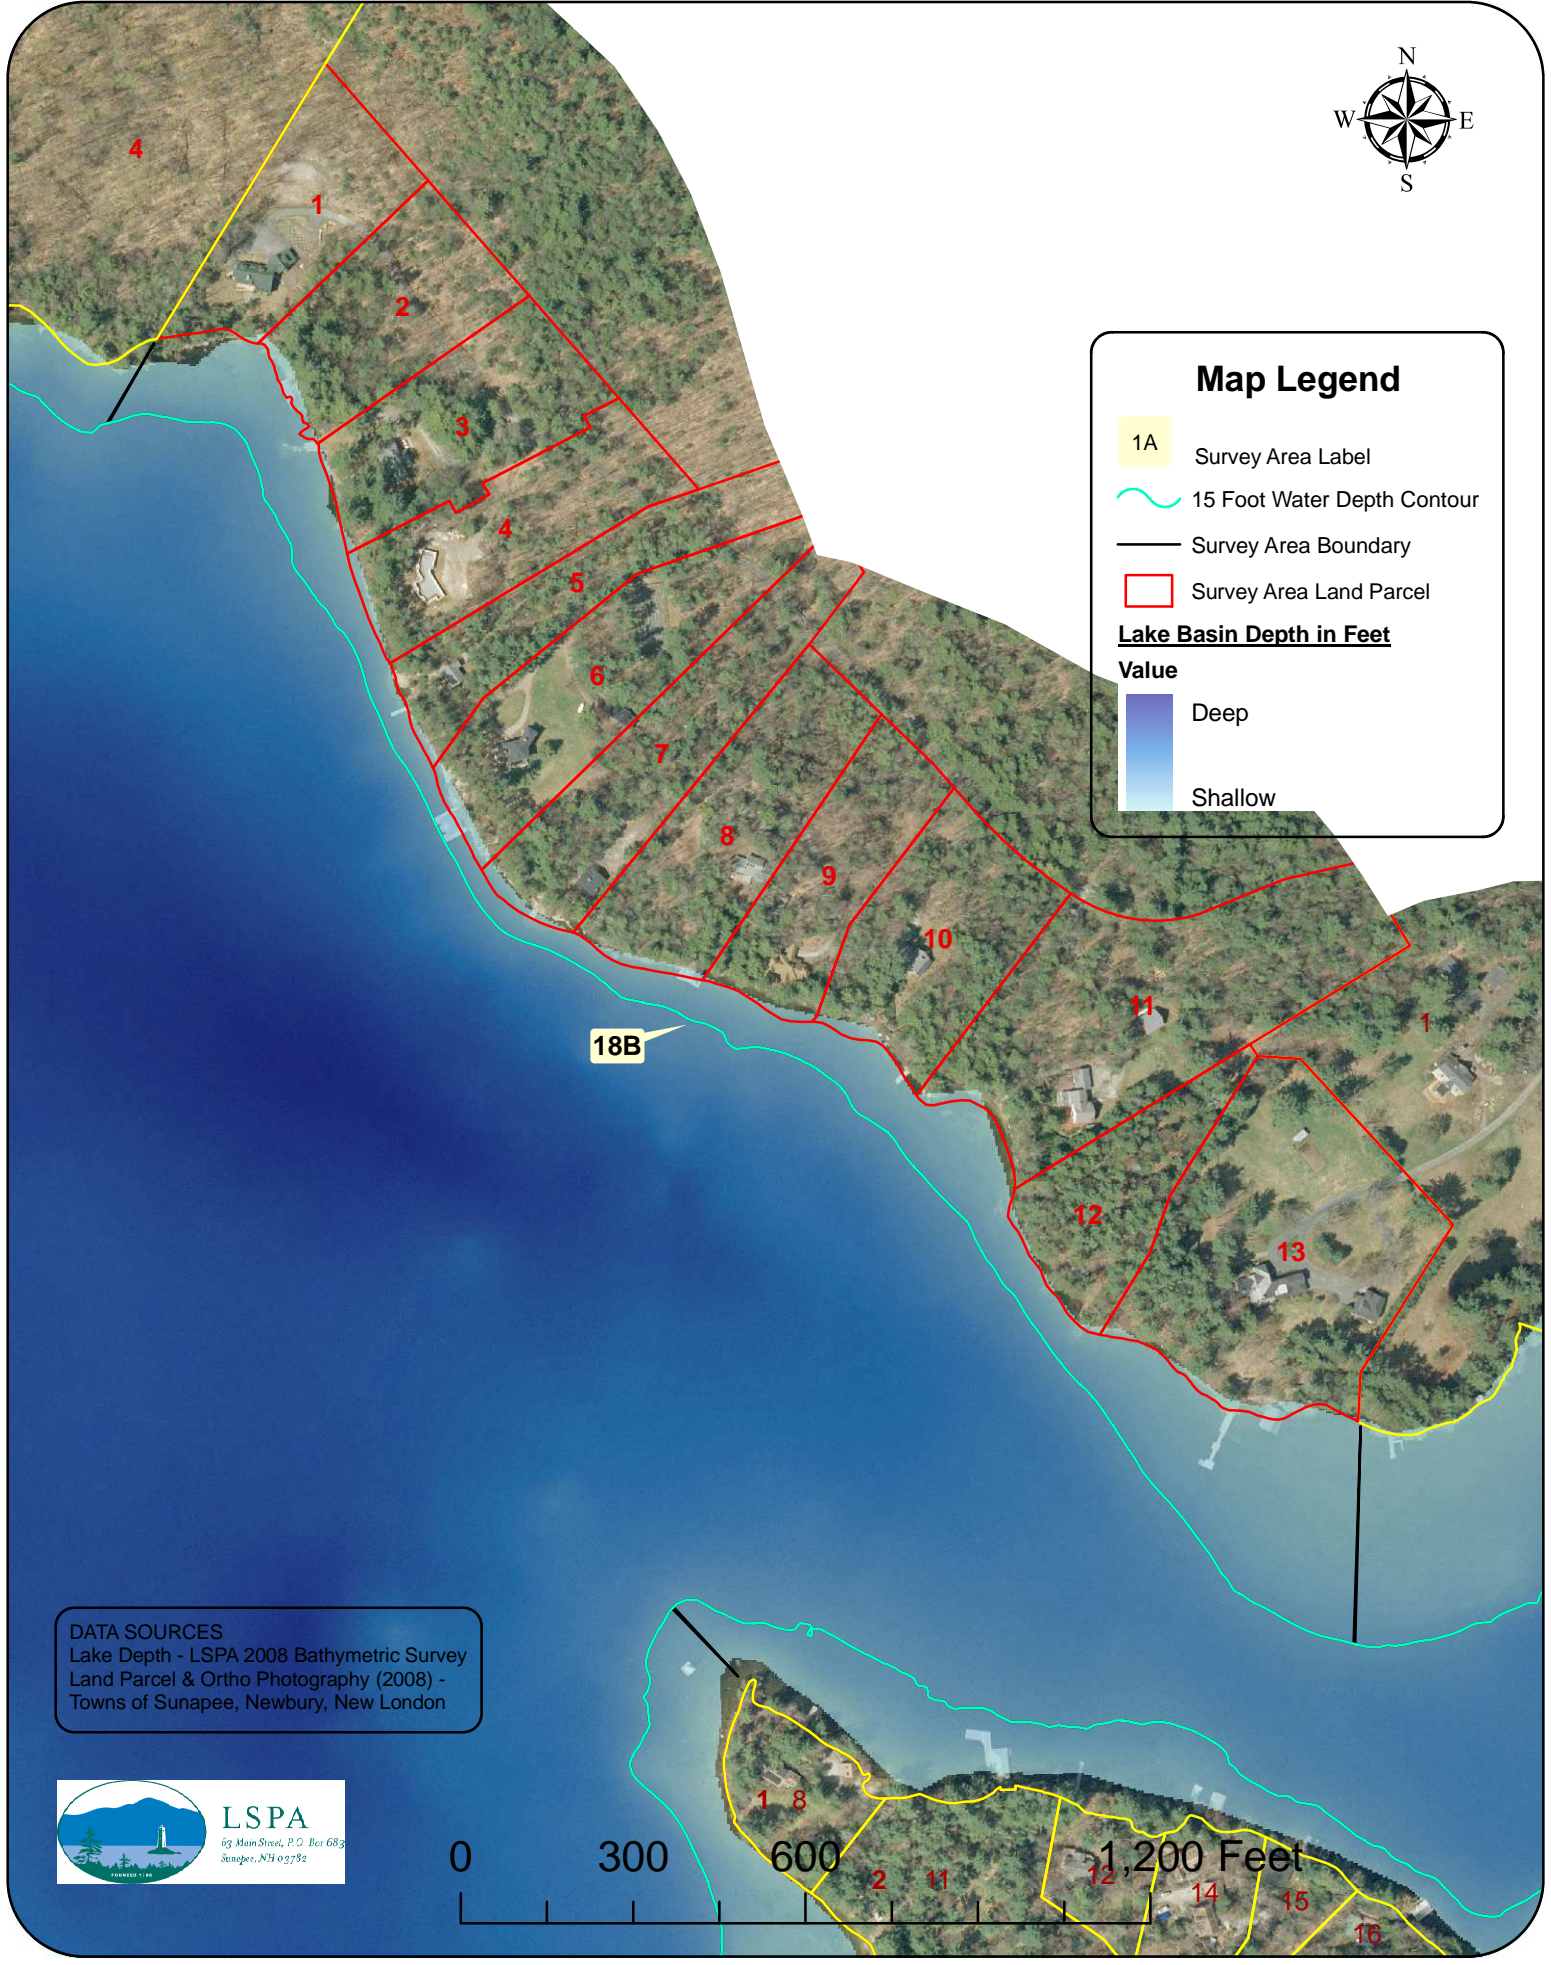 N
W E
S
4
1
2
3
4
5
6
7
8
9
10
11
1
12
13
18B
Map Legend
1A
Survey Area Label
15 Foot Water Depth Contour
Survey Area Boundary
Survey Area Land Parcel
Lake Basin Depth in Feet
Value
Deep
Shallow
DATA SOURCES
Lake Depth - LSPA 2008 Bathymetric Survey
Land Parcel & Ortho Photography (2008) -
Towns of Sunapee, Newbury, New London
LSPA
63 Main Street, P.O. Box 683
Sunapee, NH 03782
FOUNDED 1898
1 8
2 11
12
14
15
16
0 300 600 1,200 Feet